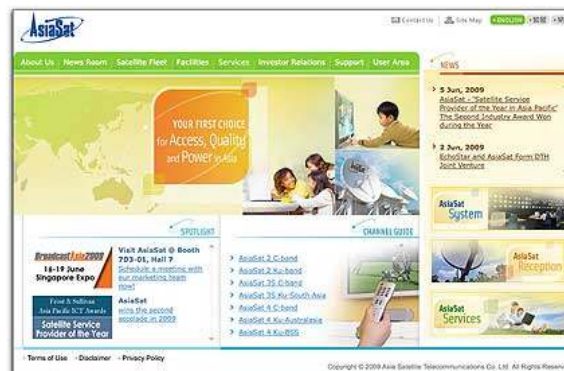 AsiaSat
Contact Us Site Map ENGLISH 繁體
About Us News Room Satellite Fleet Facilities Services Investor Relations Support User Area
YOUR FIRST CHOICE
for Access, Quality
and Power in Asia
NEWS
5 Jun, 2009
AsiaSat - "Satellite Service
Provider of the Year in Asia Pacific"
The Second Industry Award Won
during the Year
2 Jun, 2009
EchoStar and AsiaSat Form DTH
Joint Venture
AsiaSat
System
AsiaSat
Reception
AsiaSat
Services
SPOTLIGHT
BroadcastAsia2009
16-19 June
Singapore Expo
Visit AsiaSat @ Booth
7D3-01, Hall 7
Schedule a meeting with
our marketing team
now!
Frost & Sullivan
Asia Pacific ICT Awards
Satellite Service
Provider of the Year
AsiaSat
wins the second
accolade in 2009
CHANNEL GUIDE
AsiaSat 2 C-band
AsiaSat 2 Ku-band
AsiaSat 3S C-band
AsiaSat 3S Ku-South Asia
AsiaSat 4 C-band
AsiaSat 4 Ku-Australasia
AsiaSat 4 Ku-BSS
Terms of Use Disclaimer Privacy Policy
Copyright © 2009 Asia Satellite Telecommunications Co. Ltd. All Rights Reserv